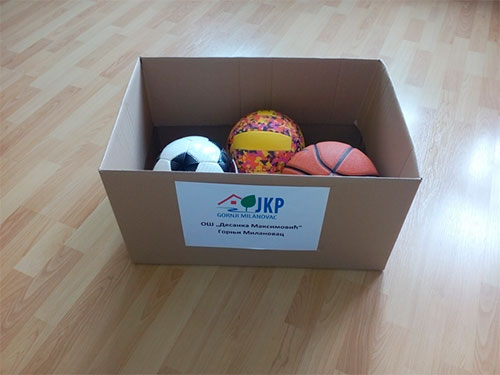 JKP
GORNJI MILANOVAC
ОШ „Десанка Максимовић“
Горњи Милановац